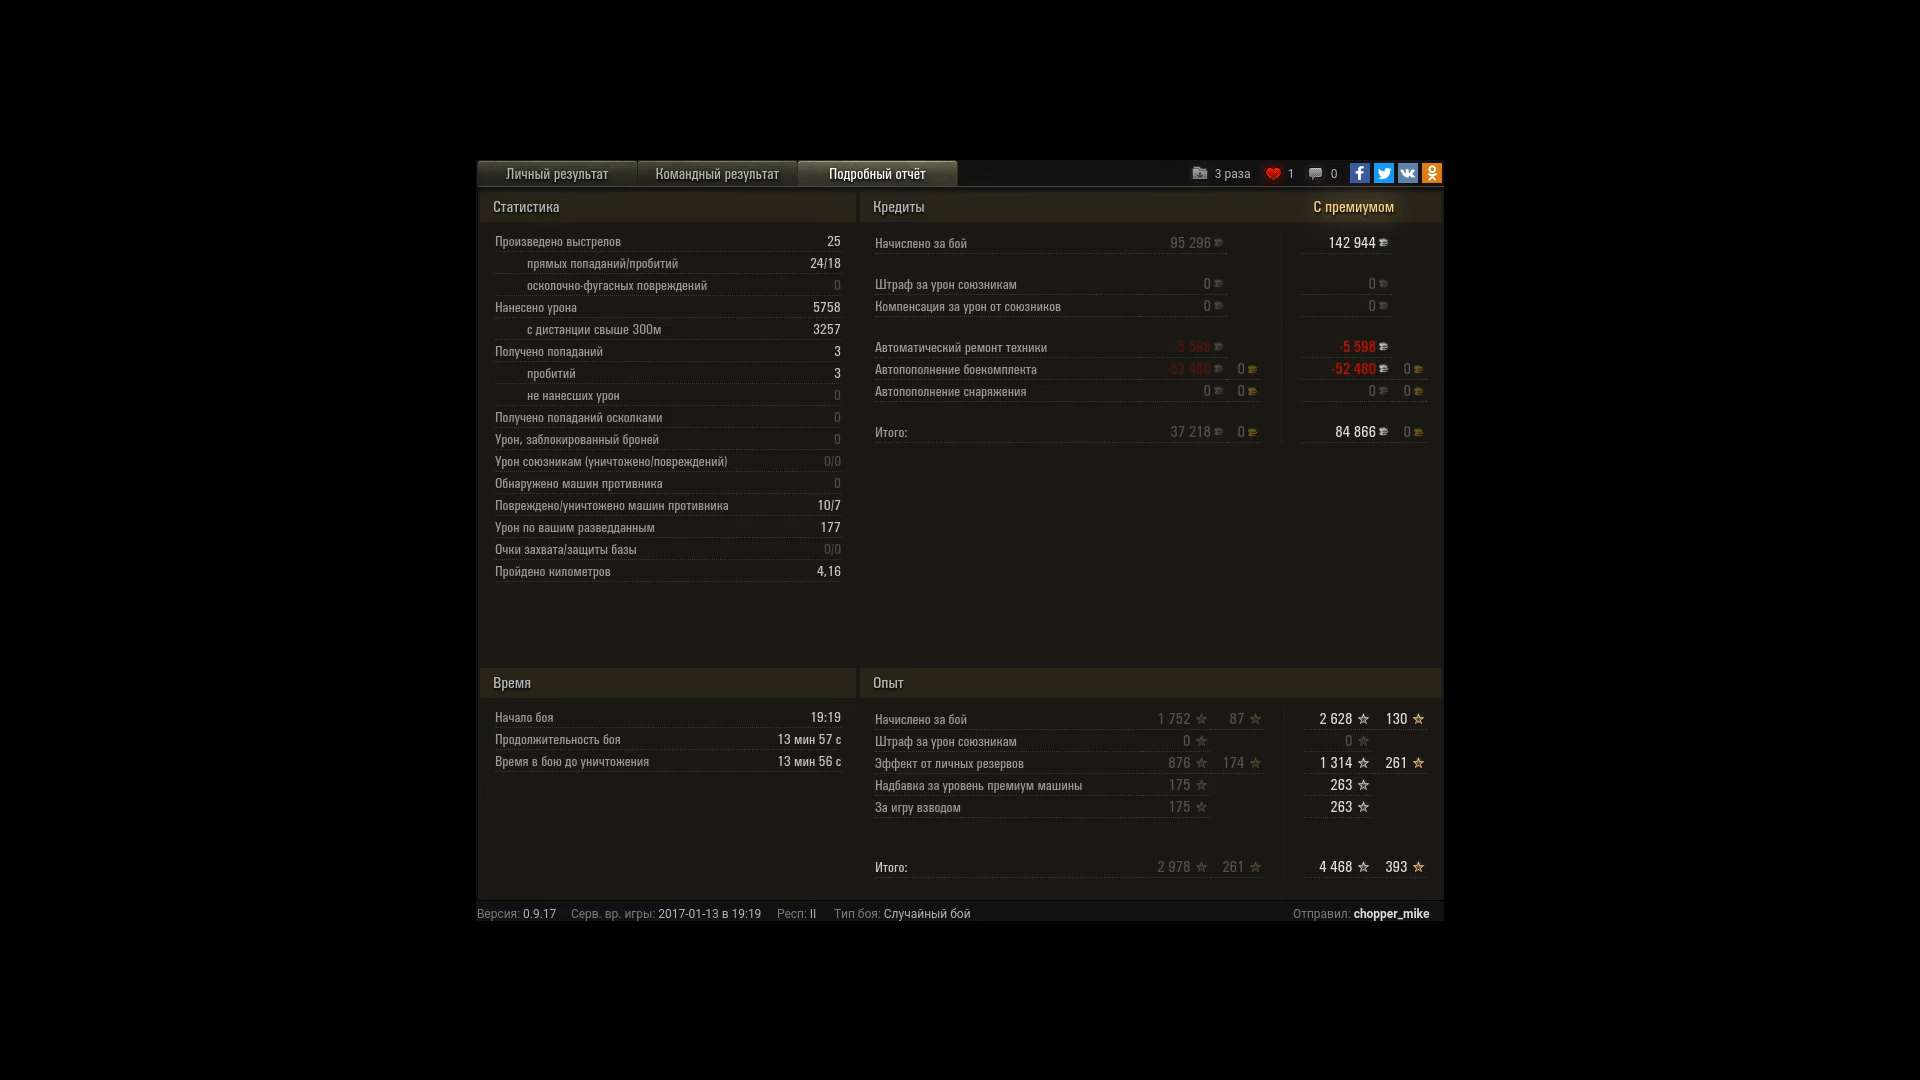 Личный результат Командный результат Подробный отчёт 3 раза 1 0
Статистика
Произведено выстрелов 25
прямых попаданий/пробитий 24/18
осколочно-фугасных повреждений 0
Нанесено урона 5758
с дистанции свыше 300м 3257
Получено попаданий 3
пробитий 3
не нанесших урон 0
Получено попаданий осколками 0
Урон, заблокированный броней 0
Урон союзникам (уничтожено/повреждений) 0/0
Обнаружено машин противника 0
Повреждено/уничтожено машин противника 10/7
Урон по вашим разведданным 177
Очки захвата/защиты базы 0/0
Пройдено километров 4,16
Кредиты С премиумом
Начислено за бой 95 296 142 944
Штраф за урон союзникам 0 0
Компенсация за урон от союзников 0 0
Автоматический ремонт техники -5 598 -5 598
Автопополнение боекомплекта -52 480 0 -52 480 0
Автопополнение снаряжения 0 0 0 0
Итого: 37 218 0 84 866 0
Время
Начало боя 19:19
Продолжительность боя 13 мин 57 с
Время в бою до уничтожения 13 мин 56 с
Опыт
Начислено за бой 1 752 87 2 628 130
Штраф за урон союзникам 0 0
Эффект от личных резервов 876 174 1 314 261
Надбавка за уровень премиум машины 175 263
За игру взводом 175 263
Итого: 2 978 261 4 468 393
Версия: 0.9.17 Серв. вр. игры: 2017-01-13 в 19:19 Респ: II Тип боя: Случайный бой Отправил: chopper_mike